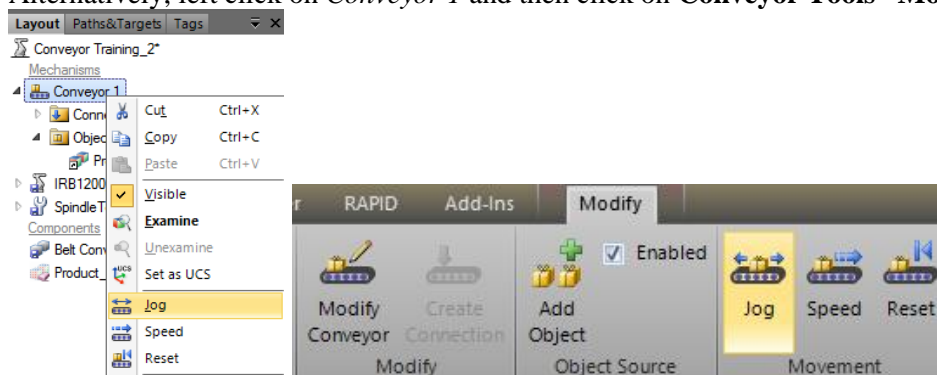 Alternatively, left click on Conveyor 1 and then click on Conveyor Tools
Layout Paths&Targets Tags
Conveyor Training_2*
Mechanisms
Conveyor 1
Conn
Objec
Pr
IRB1200
SpindleT
Components
Belt Conv
Product_
Cut Ctrl+X
Copy Ctrl+C
Paste Ctrl+V
Visible
Examine
Unexamine
Set as UCS
Jog
Speed
Reset
RAPID Add-Ins Modify
Modify Conveyor
Create Connection
Modify
Add Object
Enabled
Object Source
Jog Speed Reset
Movement